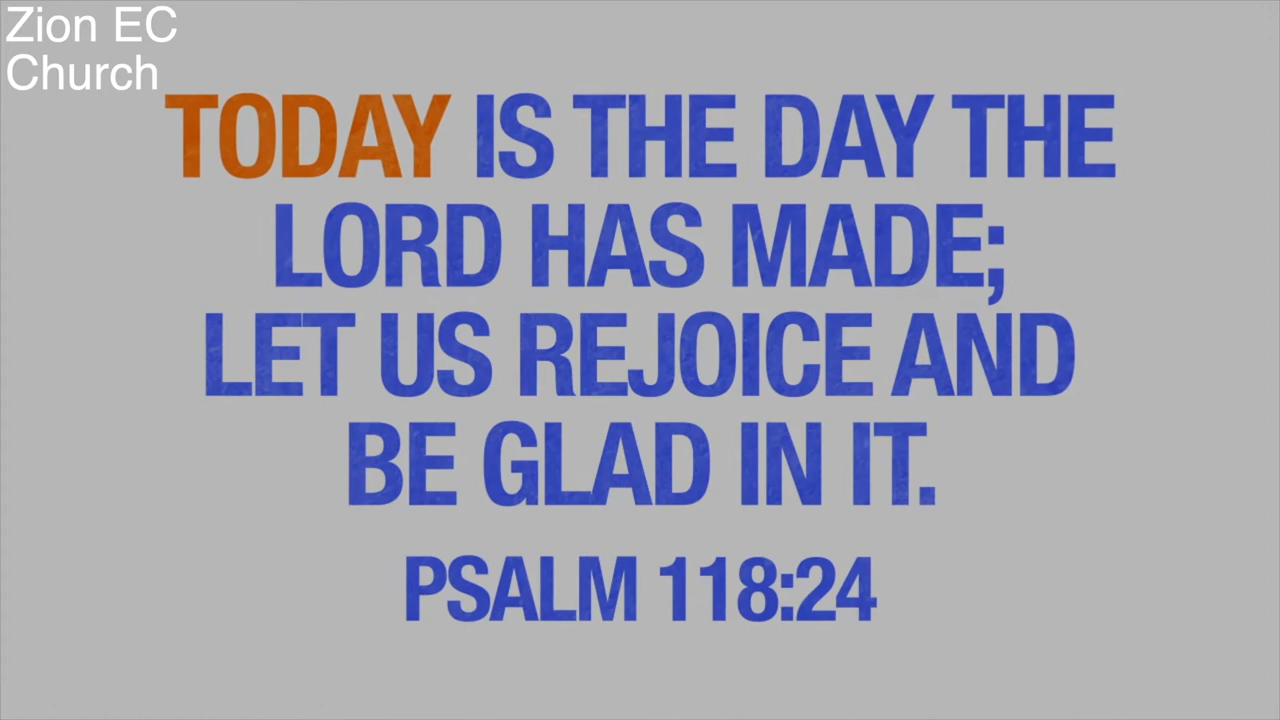 Zion EC
Church
TODAY IS THE DAY THE
LORD HAS MADE;
LET US REJOICE AND
BE GLAD IN IT.
PSALM 118:24